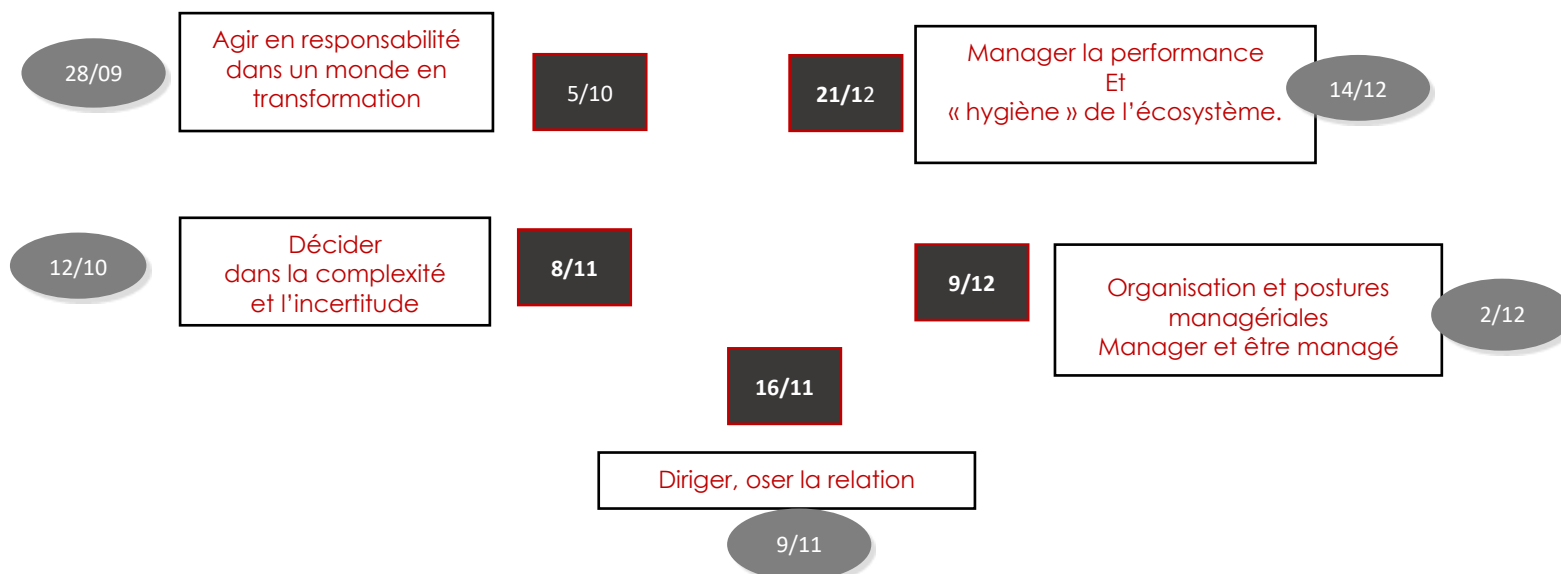 28/09
Agir en responsabilité
dans un monde en
transformation
5/10
21/12
Manager la performance
Et
« hygiène » de l’écosystème.
14/12
12/10
Décider
dans la complexité
et l’incertitude
8/11
9/12
Organisation et postures
managériales
Manager et être managé
2/12
16/11
Diriger, oser la relation
9/11